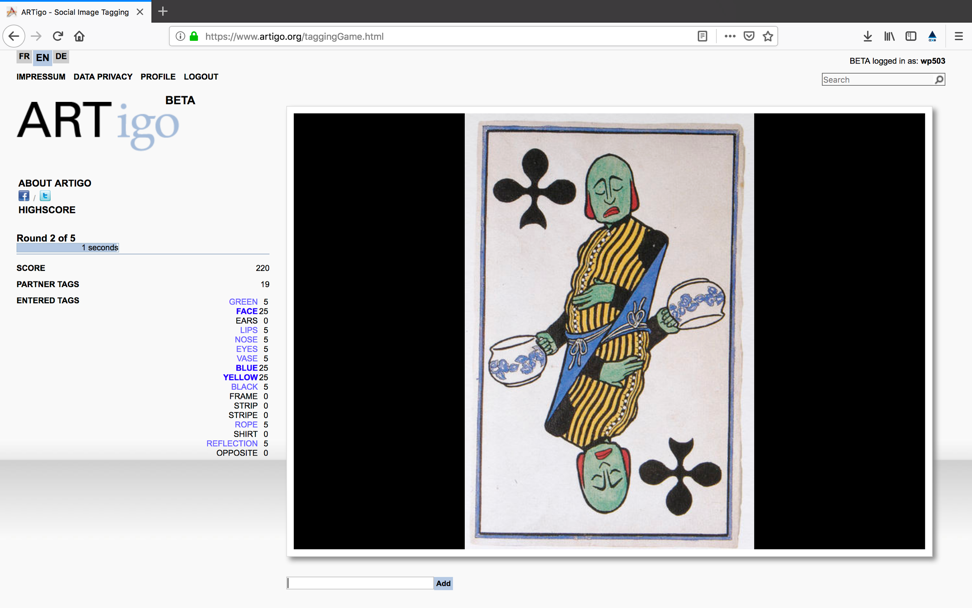 ARTigo - Social Image Tagging
https://www.artigo.org/taggingGame.html
FR EN DE
BETA logged in as: wp503
IMPRESSUM DATA PRIVACY PROFILE LOGOUT
Search
BETA
ARTigo
ABOUT ARTIGO
f / t
HIGHSCORE
Round 2 of 5
1 seconds
SCORE 220
PARTNER TAGS 19
ENTERED TAGS
GREEN 5
FACE 25
EARS 0
LIPS 5
NOSE 5
EYES 5
VASE 5
BLUE 25
YELLOW 25
BLACK 5
FRAME 0
STRIP 0
STRIPE 0
ROPE 5
SHIRT 0
REFLECTION 5
OPPOSITE 0
Add